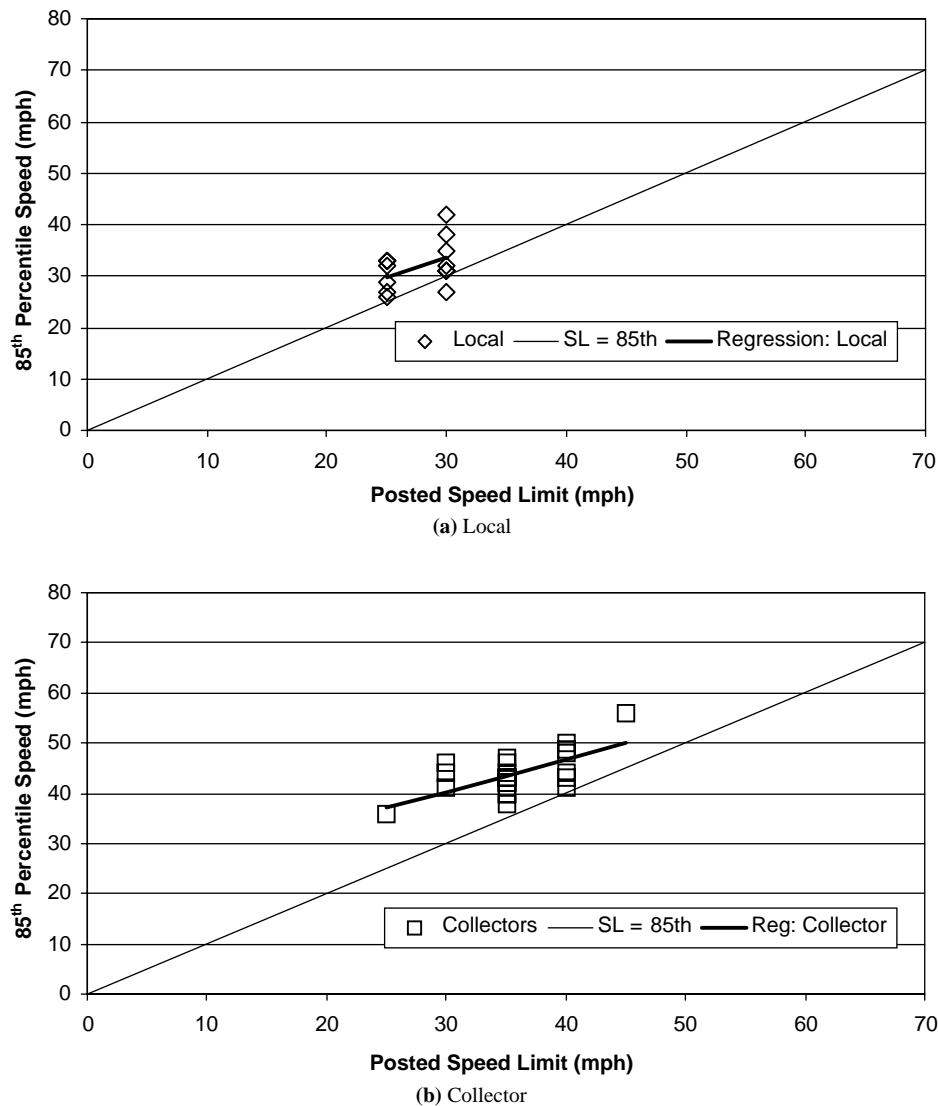 80
70
60
50
40
30
20
10
0
85th Percentile Speed (mph)
Local SL = 85th Regression: Local
0 10 20 30 40 50 60 70
Posted Speed Limit (mph)
(a) Local
80
70
60
50
40
30
20
10
0
85th Percentile Speed (mph)
Collectors SL = 85th Reg: Collector
0 10 20 30 40 50 60 70
Posted Speed Limit (mph)
(b) Collector